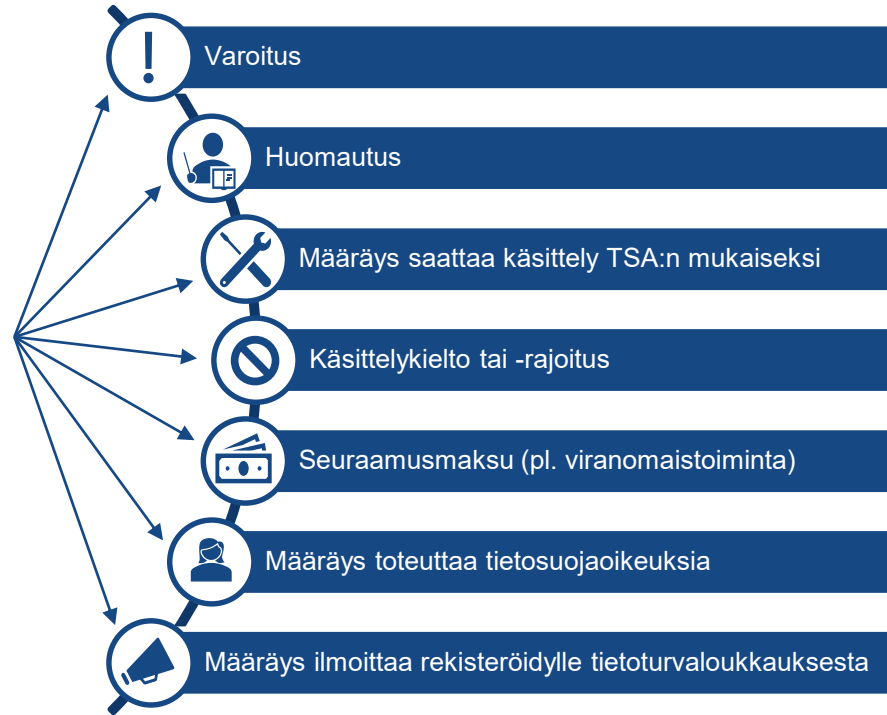 Varoitus
Huomautus
Määräys saattaa käsittely TSA:n mukaiseksi
Käsittelykielto tai -rajoitus
Seuraamusmaksu (pl. viranomaistoiminta)
Määräys toteuttaa tietosuojaoikeuksia
Määräys ilmoittaa rekisteröidylle tietoturvaloukkauksesta